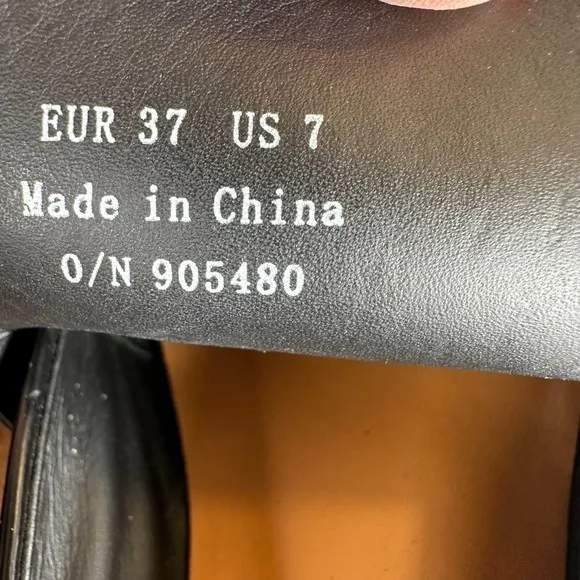 EUR 37 US 7
Made in China
O/N 905480